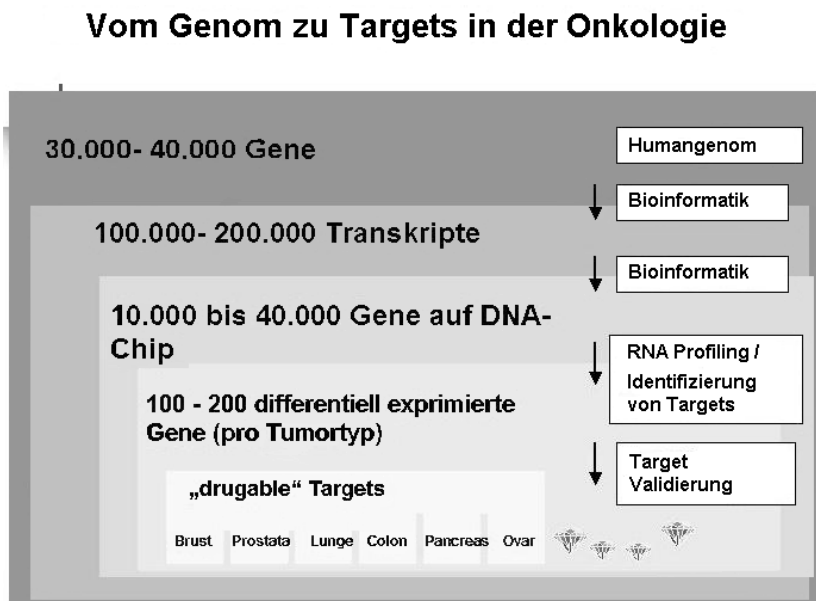 Vom Genom zu Targets in der Onkologie
30.000- 40.000 Gene
Humangenom
Bioinformatik
100.000- 200.000 Transkripte
Bioinformatik
10.000 bis 40.000 Gene auf DNA-
Chip
RNA Profiling /
Identifizierung
von Targets
100 - 200 differentiell exprimierte
Gene (pro Tumortyp)
Target
Validierung
„drugable“ Targets
Brust Prostata Lunge Colon Pancreas Ovar